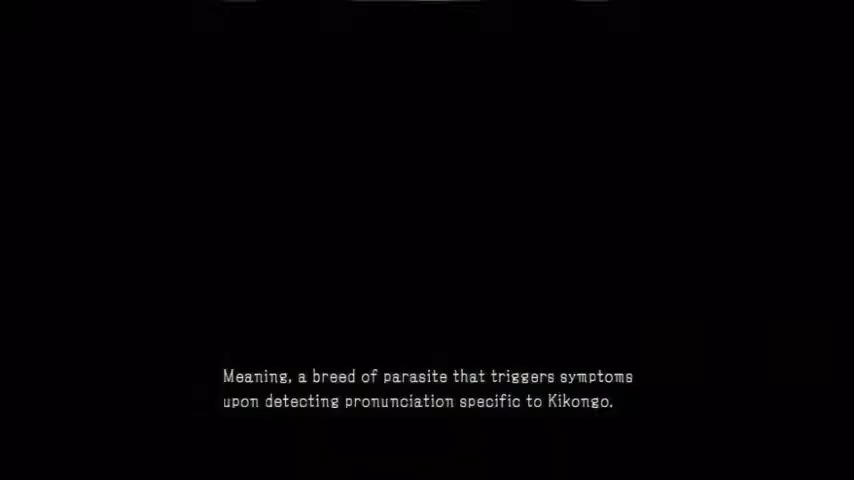 Meaning, a breed of parasite that triggers symptoms
upon detecting pronunciation specific to Kikongo.